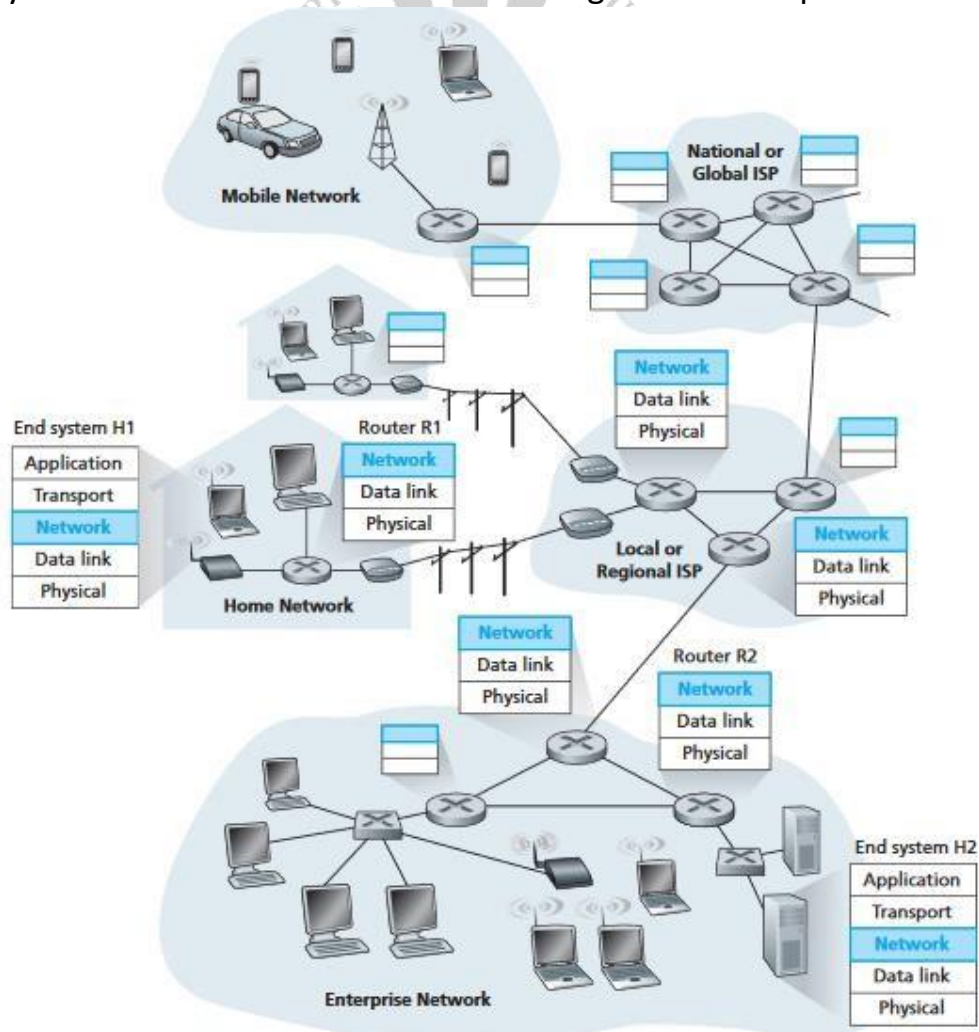 Mobile Network
National or
Global ISP
Network
Data link
Physical
End system H1
Application
Transport
Network
Data link
Physical
Router R1
Network
Data link
Physical
Home Network
Local or
Regional ISP
Network
Data link
Physical
Network
Data link
Physical
Router R2
Network
Data link
Physical
End system H2
Application
Transport
Network
Data link
Physical
Enterprise Network